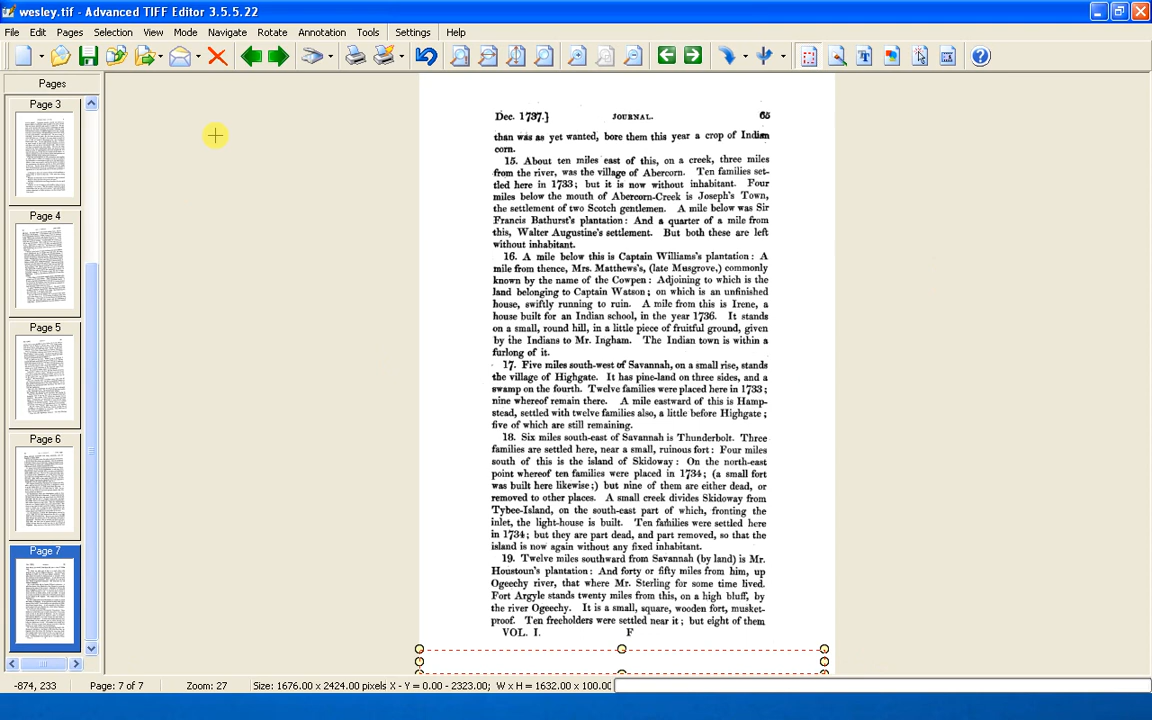 wesley.tif - Advanced TIFF Editor 3.5.5.22
File Edit Pages Selection View Mode Navigate Rotate Annotation Tools Settings Help
Pages
Page 3
Page 4
Page 5
Page 6
Page 7
Dec. 1737.] JOURNAL. 65
than was as yet wanted, bore them this year a crop of Indian
corn.
15. About ten miles east of this, on a creek, three miles
from the river, was the village of Abercorn. Ten families set-
tled here in 1733; but it is now without inhabitant. Four
miles below the mouth of Abercorn-Creek is Joseph's Town,
the settlement of two Scotch gentlemen. A mile below was Sir
Francis Bathurst's plantation: And a quarter of a mile from
this, Walter Augustine's settlement. But both these are left
without inhabitant.
16. A mile below this is Captain Williams's plantation: A
mile from thence, Mrs. Matthews's, (late Musgrove,) commonly
known by the name of the Cowpen: Adjoining to which is the
land belonging to Captain Watson; on which is an unfinished
house, swiftly running to ruin. A mile from this is Irene, a
house built for an Indian school, in the year 1736. It stands
on a small, round hill, in a little piece of fruitful ground, given
by the Indians to Mr. Ingham. The Indian town is within a
furlong of it.
17. Five miles south-west of Savannah, on a small rise, stands
the village of Highgate. It has pine-land on three sides, and a
swamp on the fourth. Twelve families were placed here in 1733;
nine whereof remain there. A mile eastward of this is Hamp-
stead, settled with twelve families also, a little before Highgate;
five of which are still remaining.
18. Six miles south-east of Savannah is Thunderbolt. Three
families are settled here, near a small, ruinous fort: Four miles
south of this is the island of Skidoway: On the north-east
point whereof ten families were placed in 1734; (a small fort
was built here likewise;) but nine of them are either dead, or
removed to other places. A small creek divides Skidoway from
Tybee-Island, on the south-east part of which, fronting the
inlet, the light-house is built. Ten families were settled here
in 1734; but they are part dead, and part removed, so that the
island is now again without any fixed inhabitant.
19. Twelve miles southward from Savannah (by land) is Mr.
Houstoun's plantation: And forty or fifty miles from him, up
Ogeechy river, that where Mr. Sterling for some time lived.
Fort Argyle stands twenty miles from this, on a high bluff, by
the river Ogeechy. It is a small, square, wooden fort, musket-
proof. Ten freeholders were settled near it; but eight of them
VOL. I. F
-874, 233 Page: 7 of 7 Zoom: 27 Size: 1676.00 x 2424.00 pixels X - Y = 0.00 - 2323.00; W x H = 1632.00 x 100.00